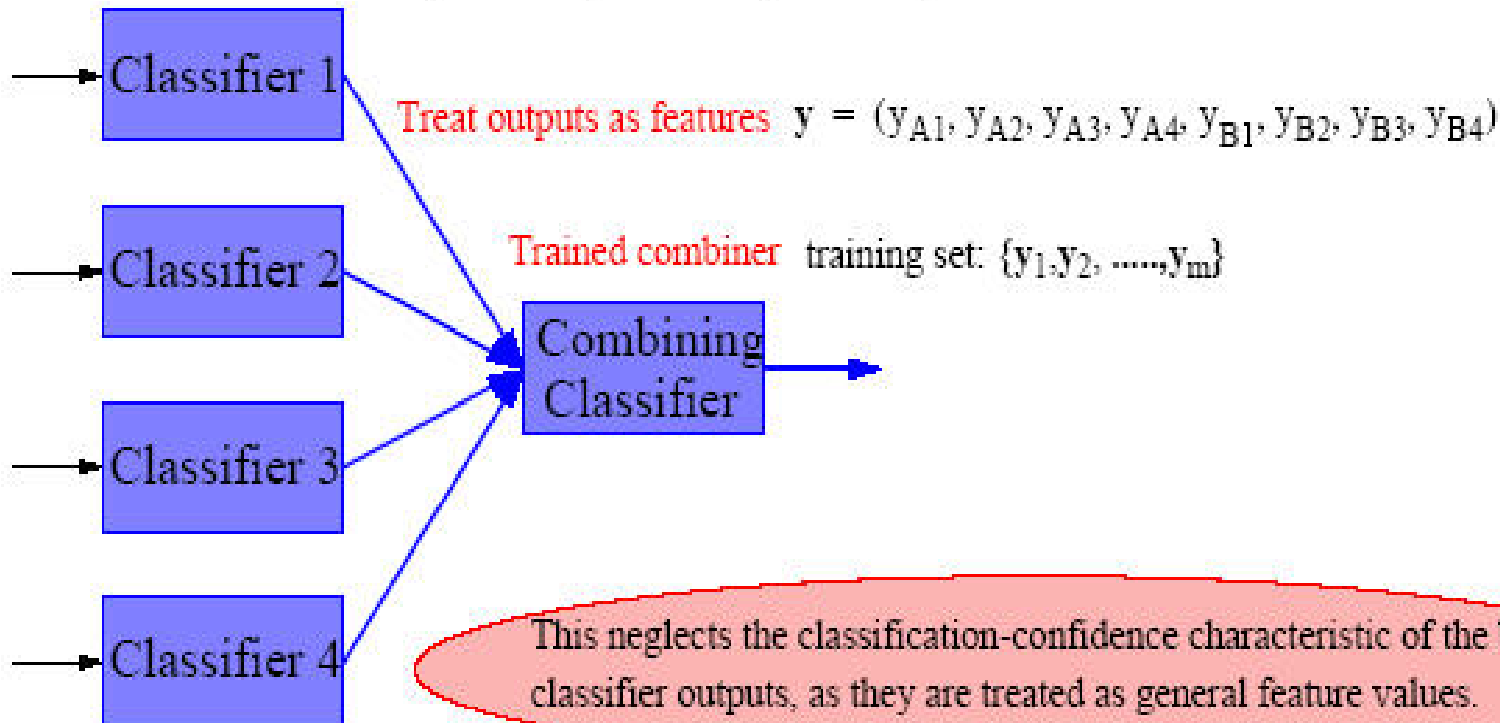 Classifier 1
Treat outputs as features y = (yA1, yA2, yA3, yA4, yB1, yB2, yB3, yB4)
Classifier 2
Trained combiner training set: {y1,y2, .....,ym}
Combining
Classifier
Classifier 3
Classifier 4
This neglects the classification-confidence characteristic of the
classifier outputs, as they are treated as general feature values.